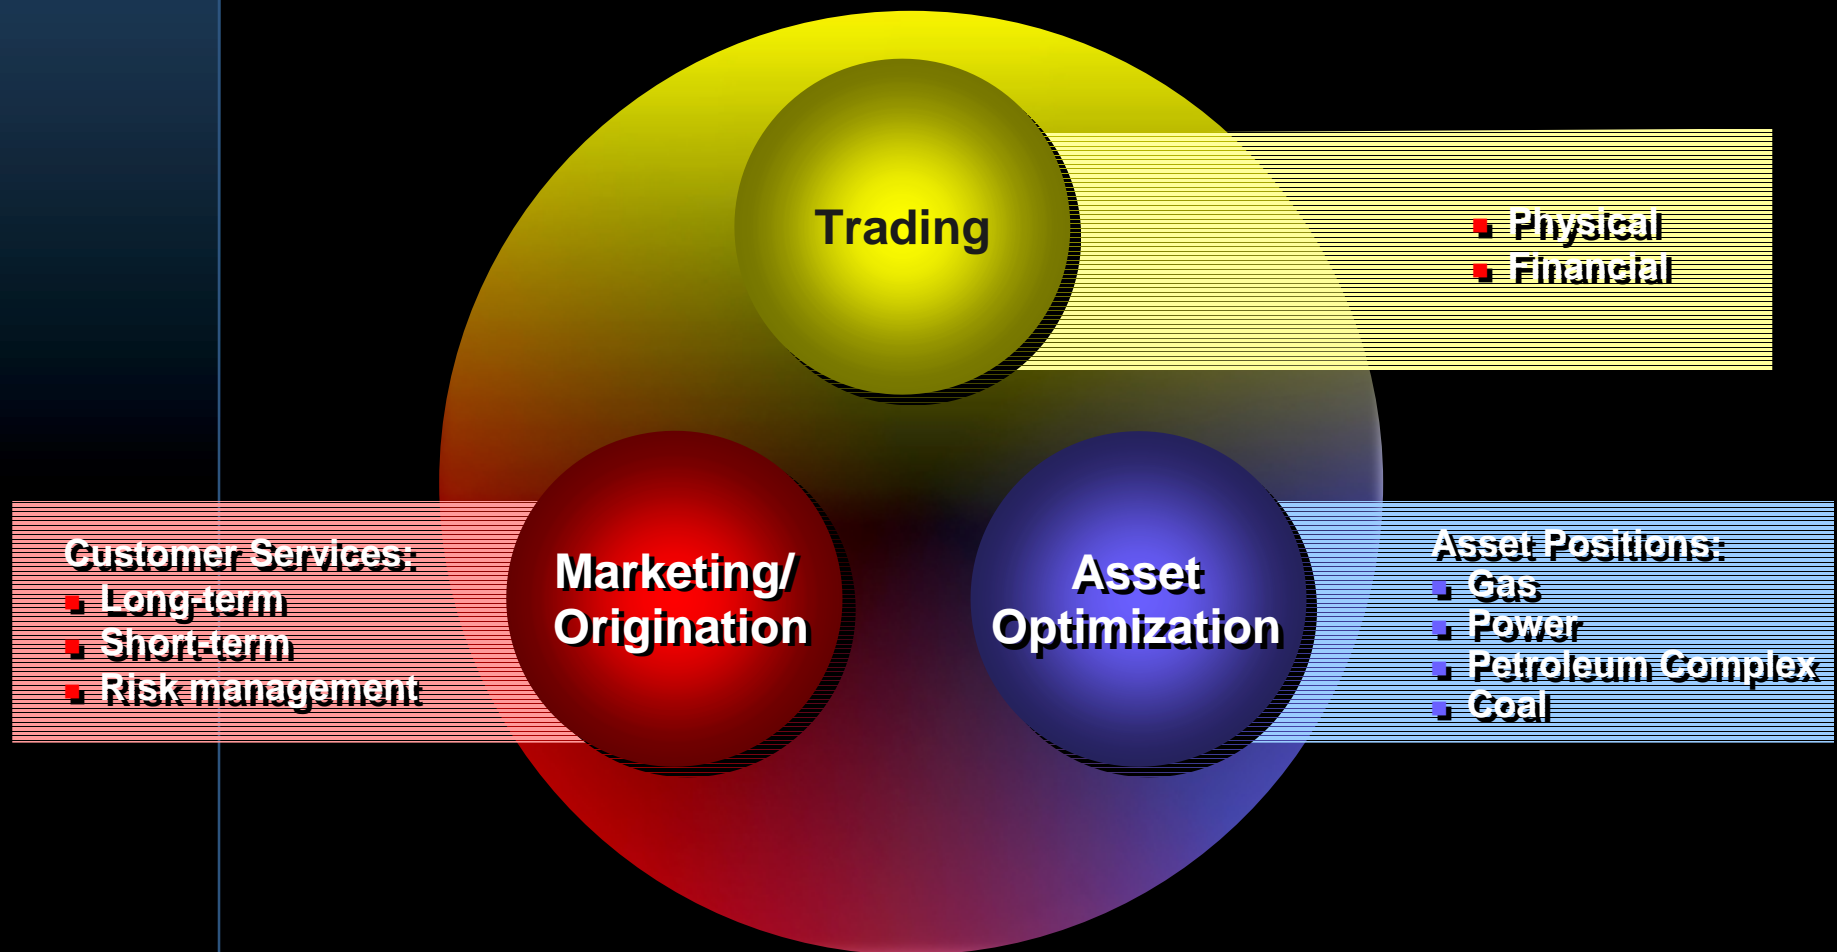 Trading
Physical
Financial
Customer Services:
Long-term
Short-term
Risk management
Marketing/
Origination
Asset
Optimization
Asset Positions:
Gas
Power
Petroleum Complex
Coal